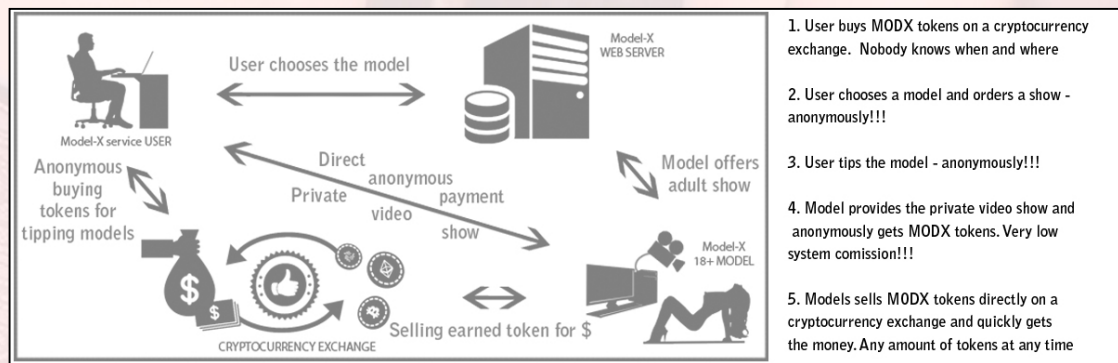 Model-X
WEB SERVER
User chooses the model
Model-X service USER
Anonymous
buying
tokens for
tipping models
Direct
anonymous
Private
payment
video
show
Model offers
adult show
Model-X
18+ MODEL
$
$
Selling earned token for $
CRYPTOCURRENCY EXCHANGE
1. User buys MODX tokens on a cryptocurrency
exchange. Nobody knows when and where
2. User chooses a model and orders a show -
anonymously!!!
3. User tips the model - anonymously!!!
4. Model provides the private video show and
anonymously gets MODX tokens. Very low
system comission!!!
5. Models sells MODX tokens directly on a
cryptocurrency exchange and quickly gets
the money. Any amount of tokens at any time